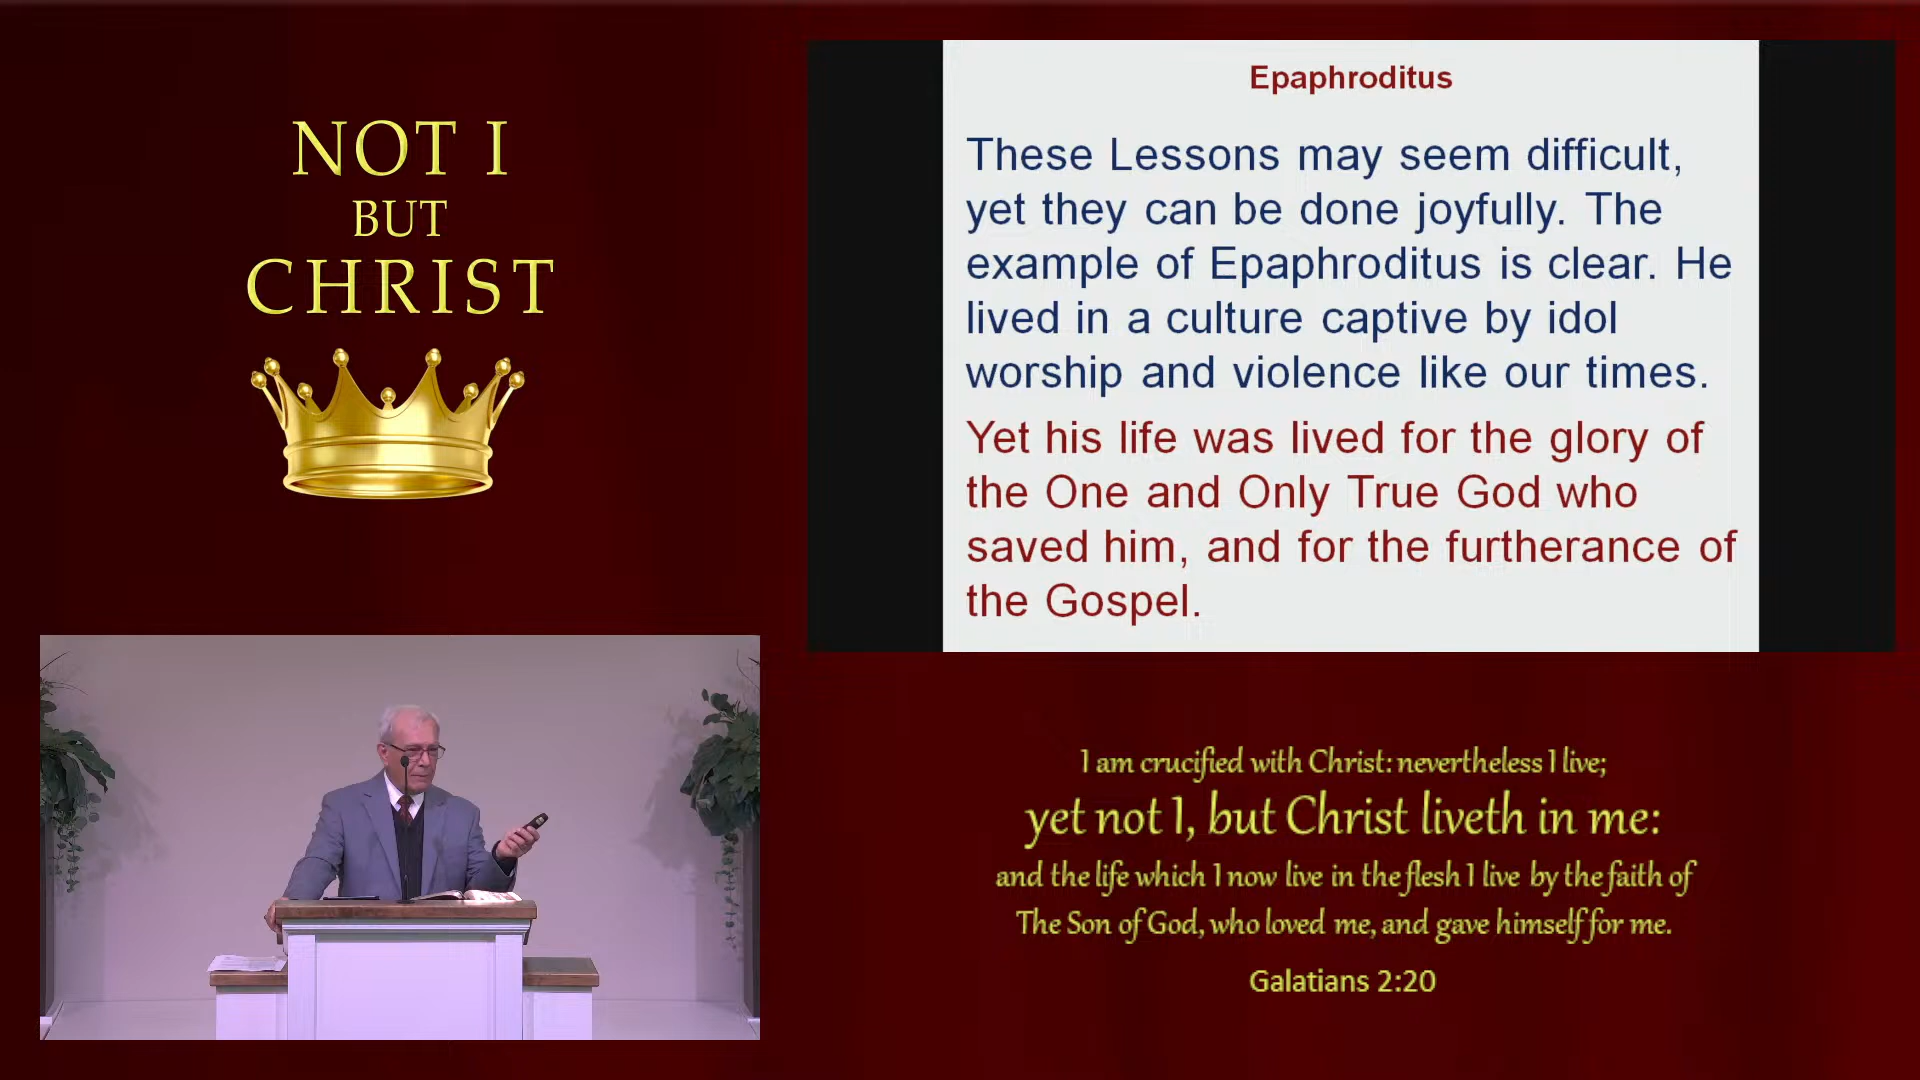 NOT I
BUT
CHRIST
Epaphroditus
These Lessons may seem difficult,
yet they can be done joyfully. The
example of Epaphroditus is clear. He
lived in a culture captive by idol
worship and violence like our times.
Yet his life was lived for the glory of
the One and Only True God who
saved him, and for the furtherance of
the Gospel.
I am crucified with Christ: nevertheless I live;
yet not I, but Christ liveth in me:
and the life which I now live in the flesh I live by the faith of
The Son of God, who loved me, and gave himself for me.
Galatians 2:20